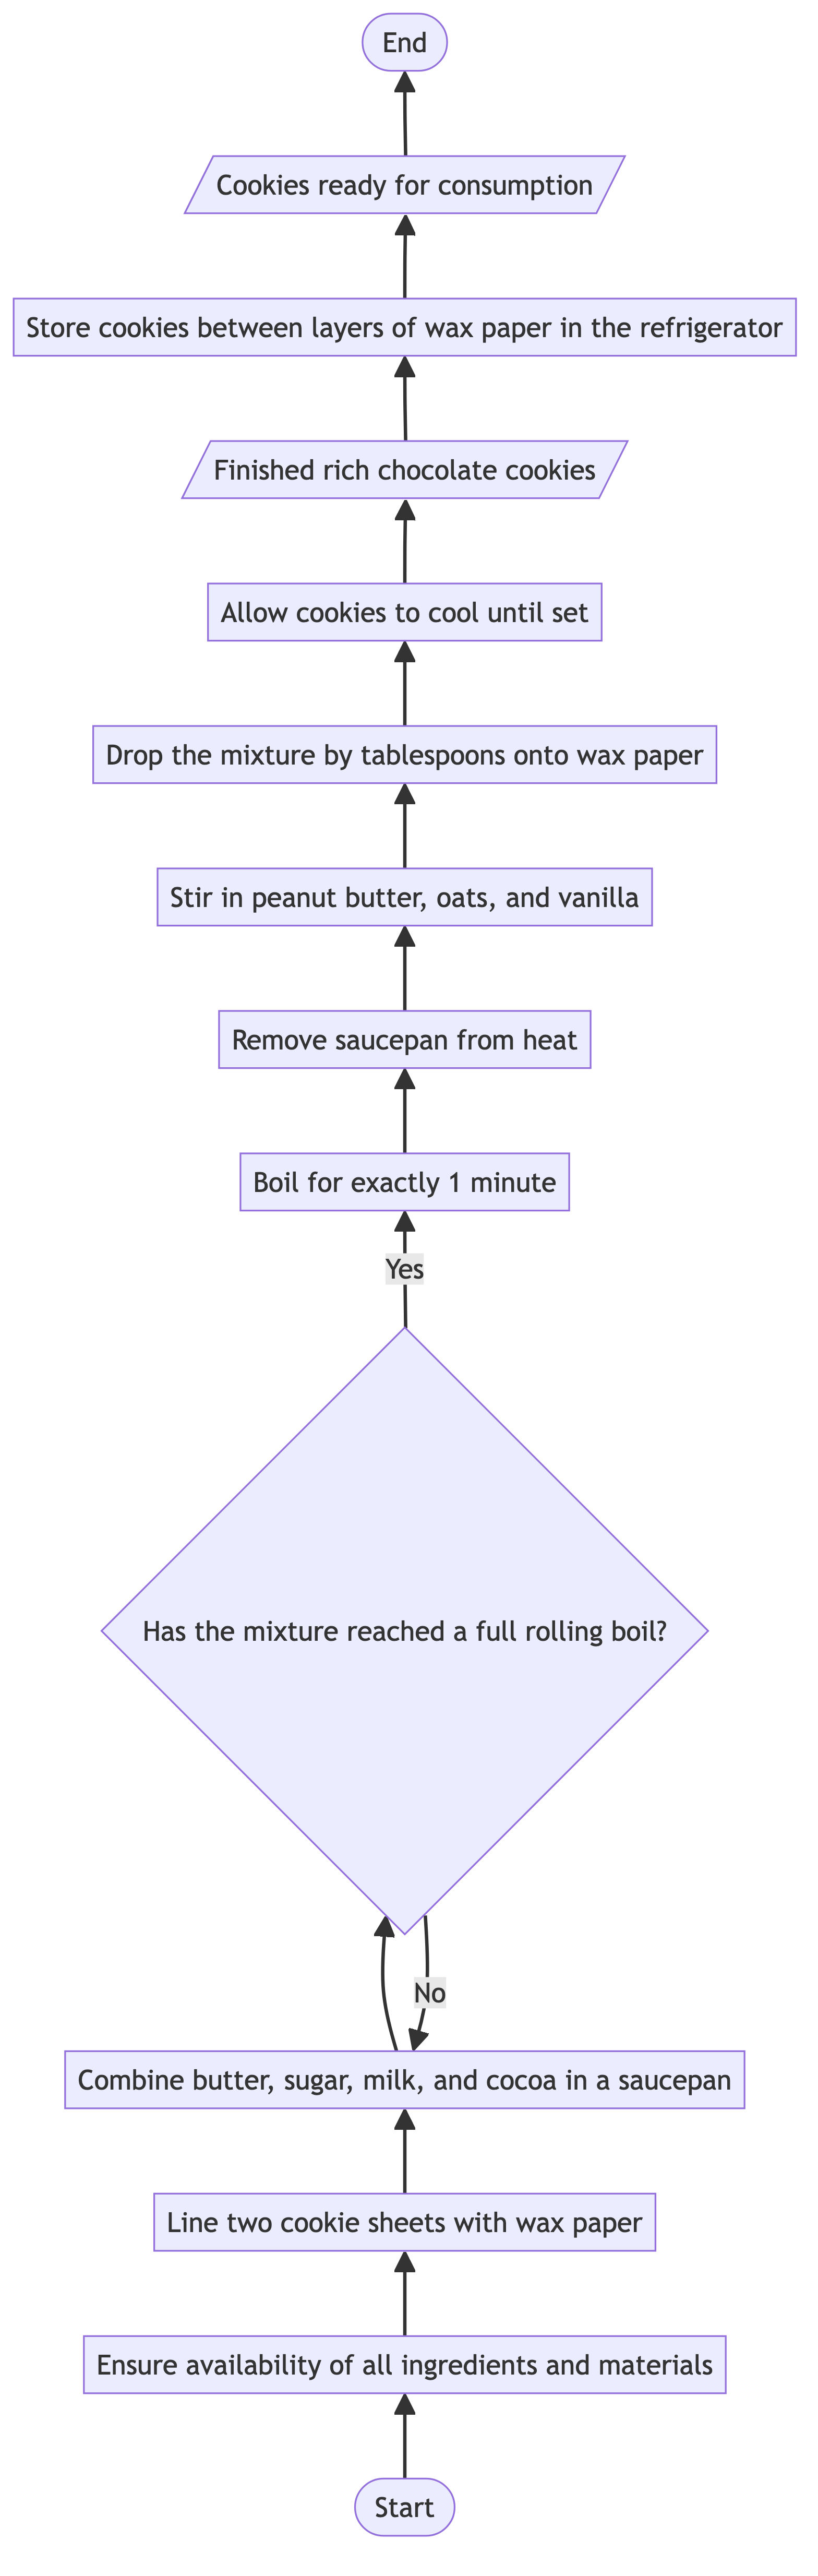 End
Cookies ready for consumption
Store cookies between layers of wax paper in the refrigerator
Finished rich chocolate cookies
Allow cookies to cool until set
Drop the mixture by tablespoons onto wax paper
Stir in peanut butter, oats, and vanilla
Remove saucepan from heat
Boil for exactly 1 minute
Yes
Has the mixture reached a full rolling boil?
No
Combine butter, sugar, milk, and cocoa in a saucepan
Line two cookie sheets with wax paper
Ensure availability of all ingredients and materials
Start